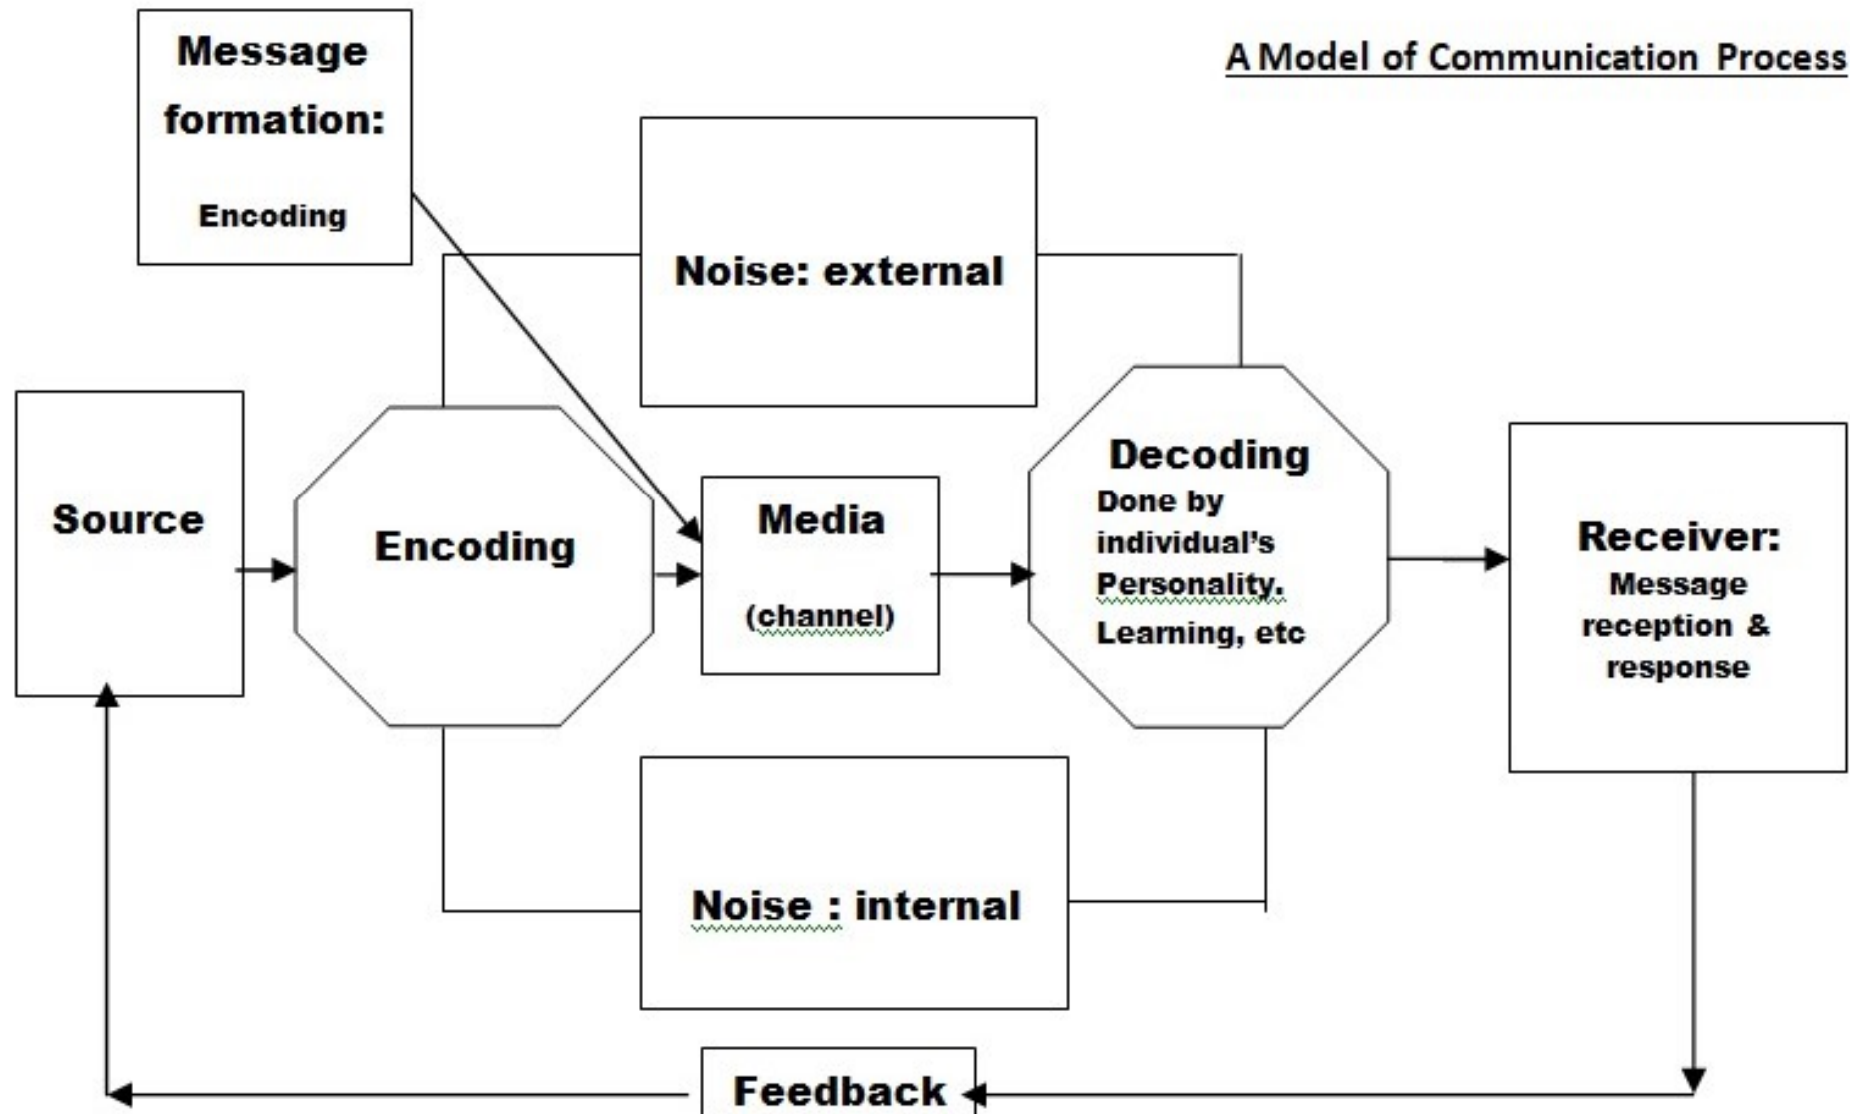 A Model of Communication Process
Message
formation:
Encoding
Noise: external
Source
Encoding
Media
(channel)
Decoding
Done by
individual’s
Personality.
Learning, etc
Receiver:
Message
reception &
response
Noise : internal
Feedback